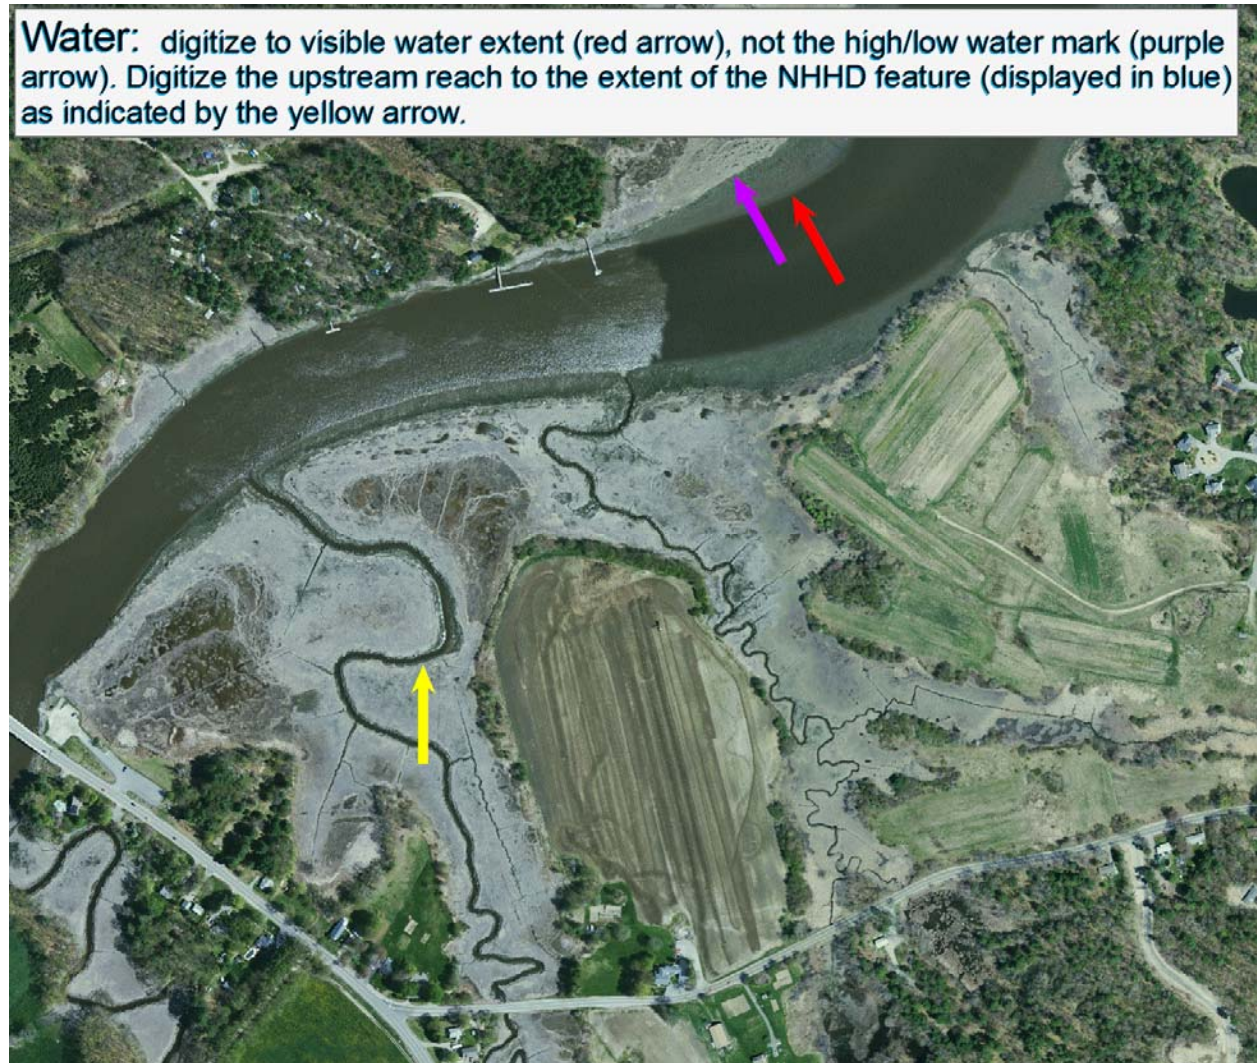 Water: digitize to visible water extent (red arrow), not the high/low water mark (purple
arrow). Digitize the upstream reach to the extent of the NHHD feature (displayed in blue)
as indicated by the yellow arrow.